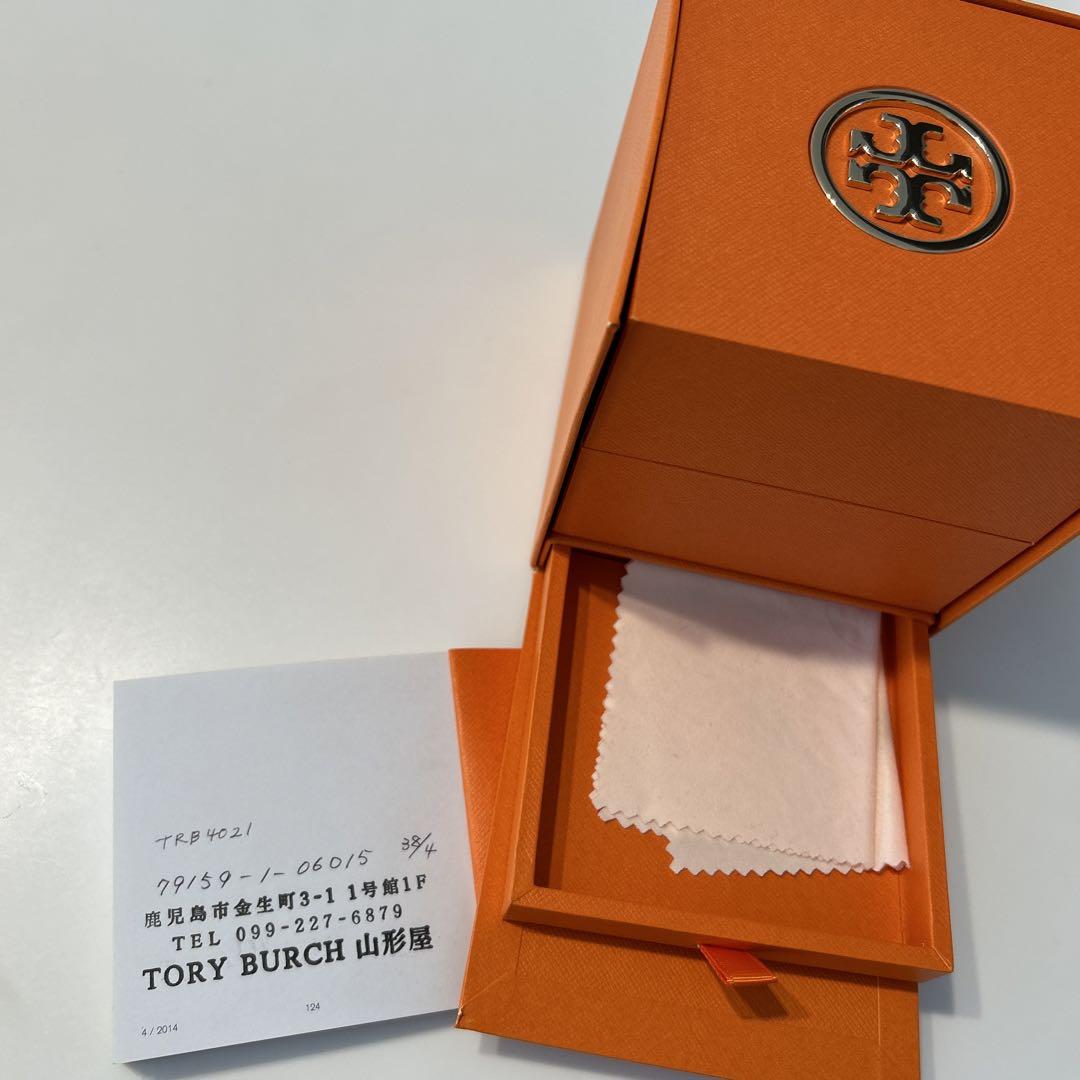 TRB4021
38/4
79159-1-06015
鹿児島市金生町3-1 1号館1F
TEL 099-227-6879
TORY BURCH 山形屋
124
4 / 2014